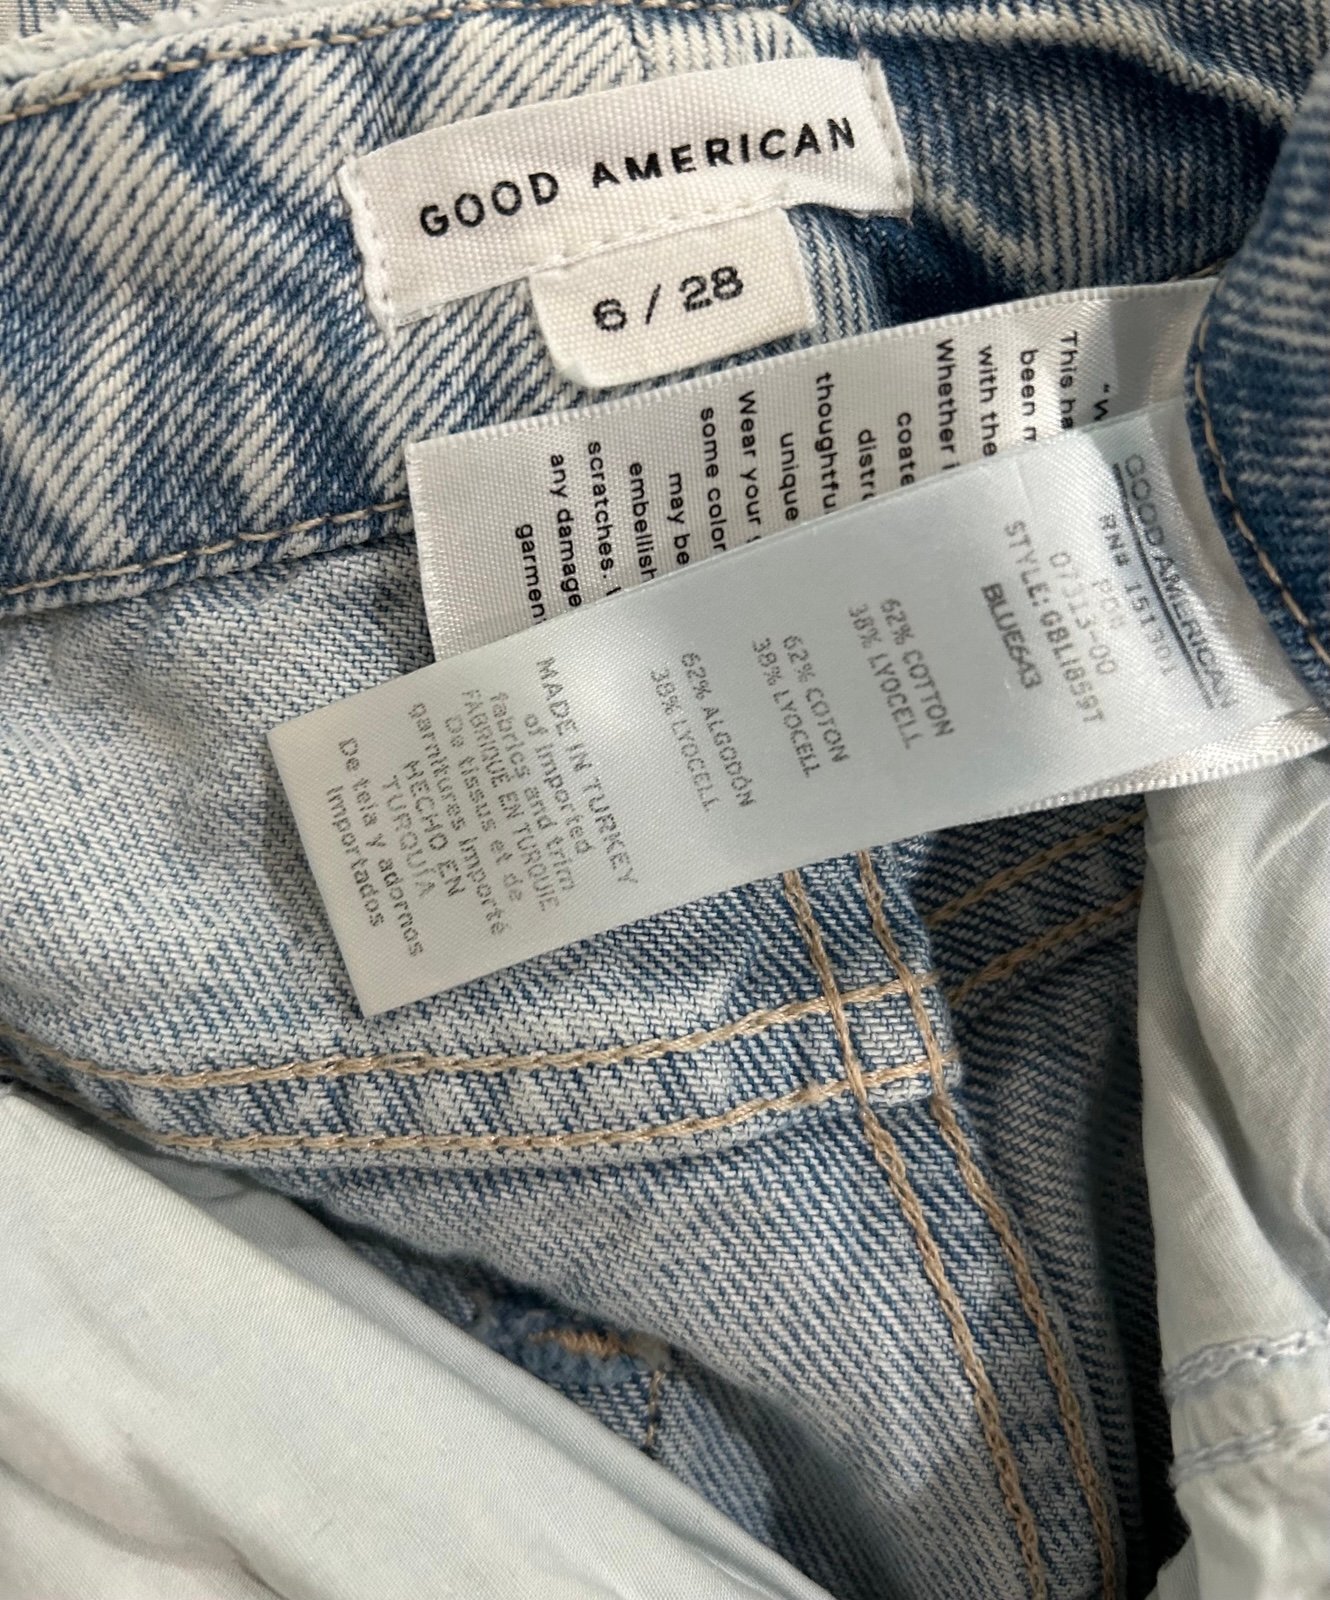 GOOD AMERICAN
6 / 28
This ha
been m
with the
Whether i
coate
distr
thoughtfu
unique
Wear your
some color
may be
embellish
scratches.
any damage
garmen
GOOD AMERICAN
RN# 151301
07313-00
STYLE: GBLI859T
BLUE643
62% COTTON
38% LYOCELL
62% COTON
38% LYOCELL
62% ALGODÓN
38% LYOCELL
MADE IN TURKEY
of imported
fabrics and trim
FABRIQUÉ EN TURQUIE
De tissus et de
garnitures importé
HECHO EN
TURQUÍA
De tela y adornos
importados